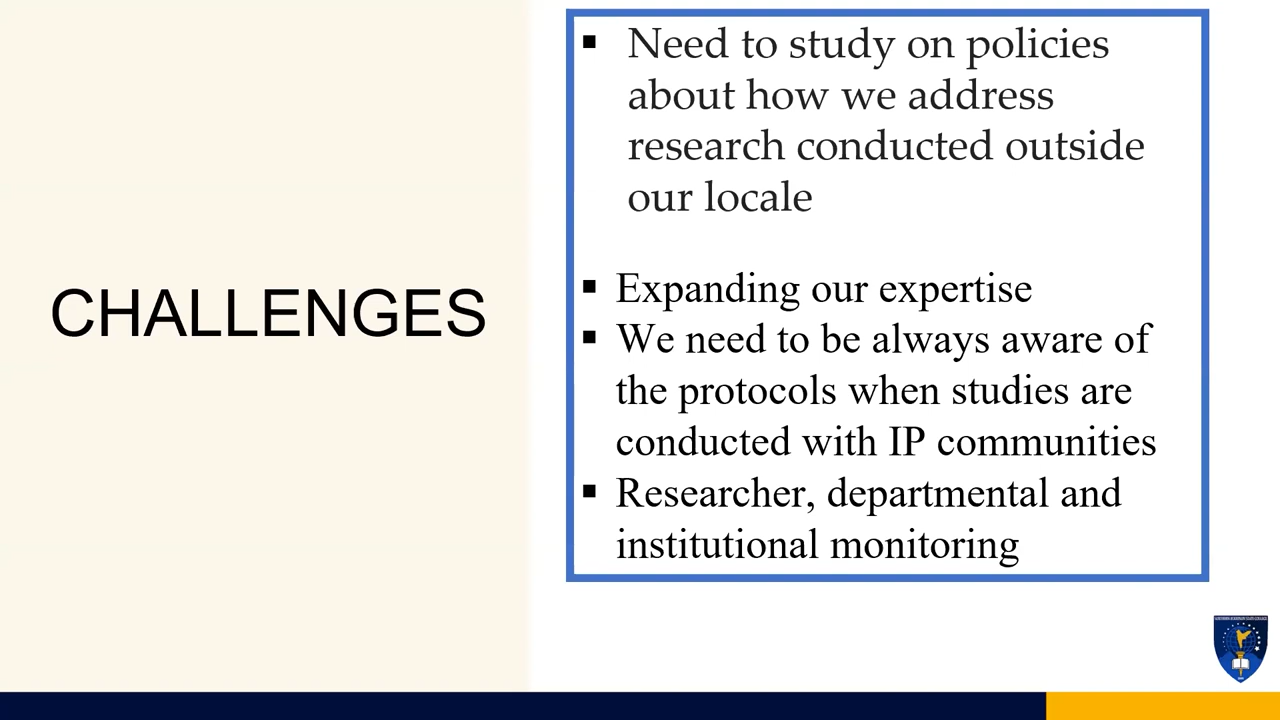 CHALLENGES
▪ Need to study on policies
about how we address
research conducted outside
our locale
▪ Expanding our expertise
▪ We need to be always aware of
the protocols when studies are
conducted with IP communities
▪ Researcher, departmental and
institutional monitoring